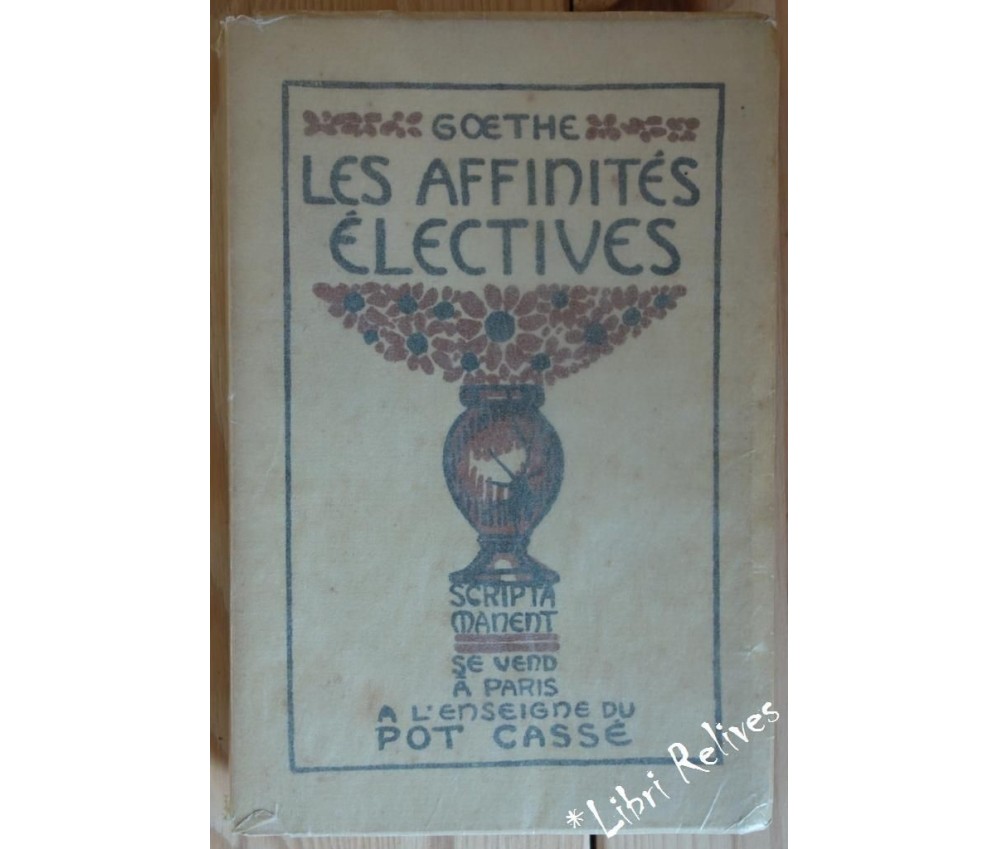 GOETHE
LES AFFINITÉS
ÉLECTIVES
SCRIPTA
MANENT
SE VEND
À PARIS
A L'ENSEIGNE DU
POT CASSÉ
* Libri Relives